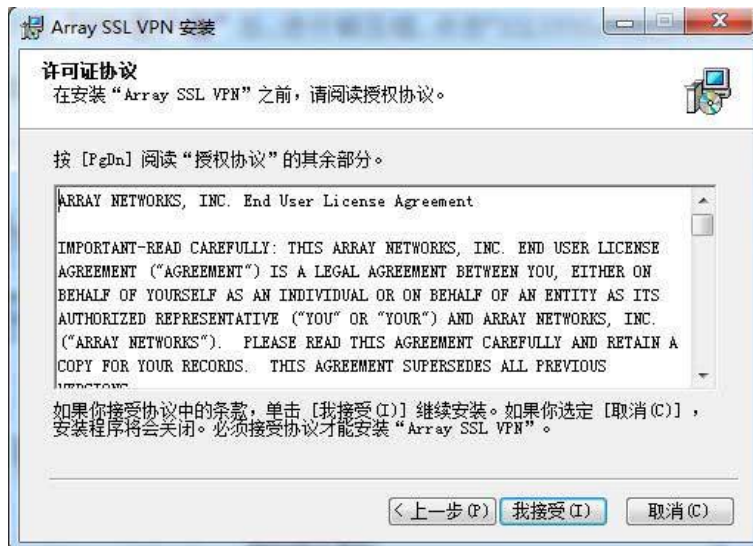 Array SSL VPN 安装
许可证协议
在安装“Array SSL VPN”之前，请阅读授权协议。
按 [PgDn] 阅读“授权协议”的其余部分。
ARRAY NETWORKS, INC. End User License Agreement
IMPORTANT-READ CAREFULLY: THIS ARRAY NETWORKS, INC. END USER LICENSE
AGREEMENT (“AGREEMENT”) IS A LEGAL AGREEMENT BETWEEN YOU, EITHER ON
BEHALF OF YOURSELF AS AN INDIVIDUAL OR ON BEHALF OF AN ENTITY AS ITS
AUTHORIZED REPRESENTATIVE (“YOU” OR “YOUR”) AND ARRAY NETWORKS, INC.
(“ARRAY NETWORKS”). PLEASE READ THIS AGREEMENT CAREFULLY AND RETAIN A
COPY FOR YOUR RECORDS. THIS AGREEMENT SUPERSEDES ALL PREVIOUS
如果你接受协议中的条款，单击 [我接受(I)] 继续安装。如果你选定 [取消(C)] ，
安装程序将会关闭。必须接受协议才能安装“Array SSL VPN”。
< 上一步(P) 我接受(I) 取消(C)